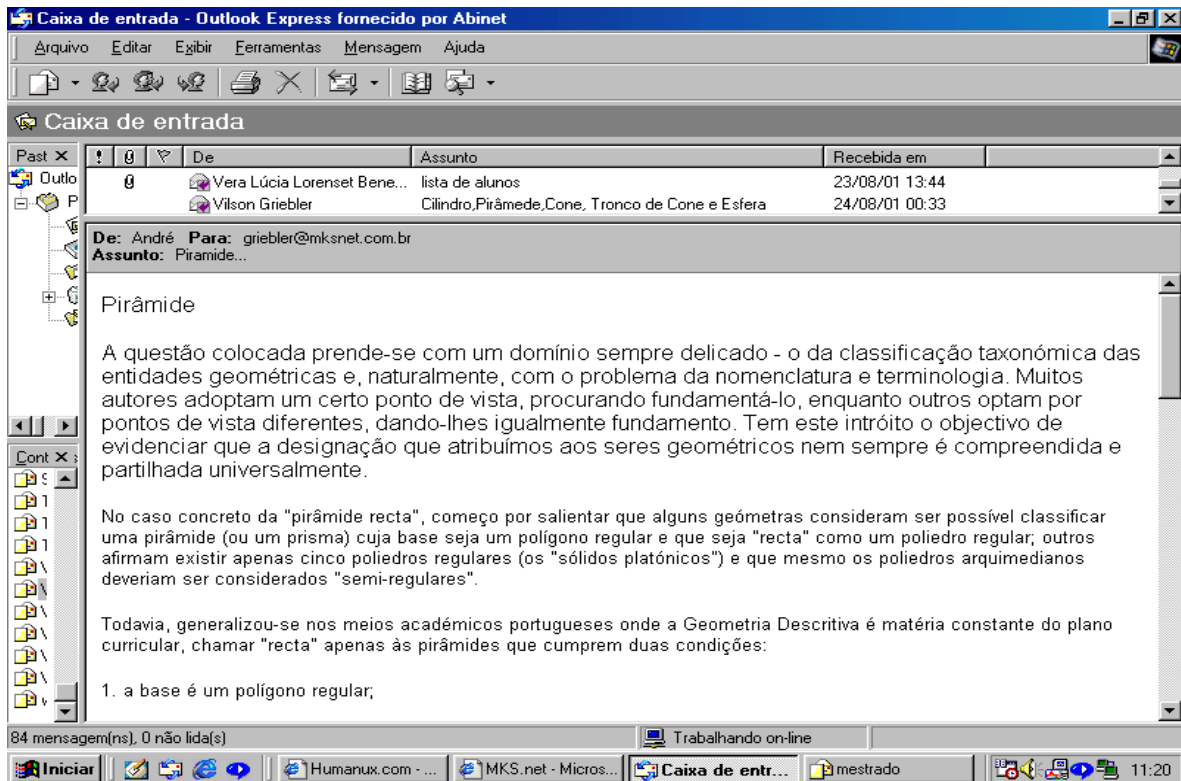 Caixa de entrada - Outlook Express fornecido por Abinet
Arquivo Editar Exibir Ferramentas Mensagem Ajuda
Caixa de entrada
Past
! De Assunto Recebida em
Outlo
Vera Lúcia Lorenset Bene... lista de alunos 23/08/01 13:44
P
Vilson Griebler Cilindro,Pirâmede,Cone, Tronco de Cone e Esfera 24/08/01 00:33
De: André Para: griebler@mksnet.com.br
Assunto: Piramide...
Pirâmide
A questão colocada prende-se com um domínio sempre delicado - o da classificação taxonómica das
entidades geométricas e, naturalmente, com o problema da nomenclatura e terminologia. Muitos
autores adoptam um certo ponto de vista, procurando fundamentá-lo, enquanto outros optam por
pontos de vista diferentes, dando-lhes igualmente fundamento. Tem este intróito o objectivo de
evidenciar que a designação que atribuímos aos seres geométricos nem sempre é compreendida e
partilhada universalmente.
Cont
No caso concreto da "pirâmide recta", começo por salientar que alguns geómetras consideram ser possível classificar
uma pirâmide (ou um prisma) cuja base seja um polígono regular e que seja "recta" como um poliedro regular; outros
afirmam existir apenas cinco poliedros regulares (os "sólidos platónicos") e que mesmo os poliedros arquimedianos
deveriam ser considerados "semi-regulares".
Todavia, generalizou-se nos meios académicos portugueses onde a Geometria Descritiva é matéria constante do plano
curricular, chamar "recta" apenas às pirâmides que cumprem duas condições:
1. a base é um polígono regular;
84 mensagem(ns), 0 não lida(s) Trabalhando on-line
Iniciar Humanux.com - ... MKS.net - Micros... Caixa de entr... mestrado 11:20